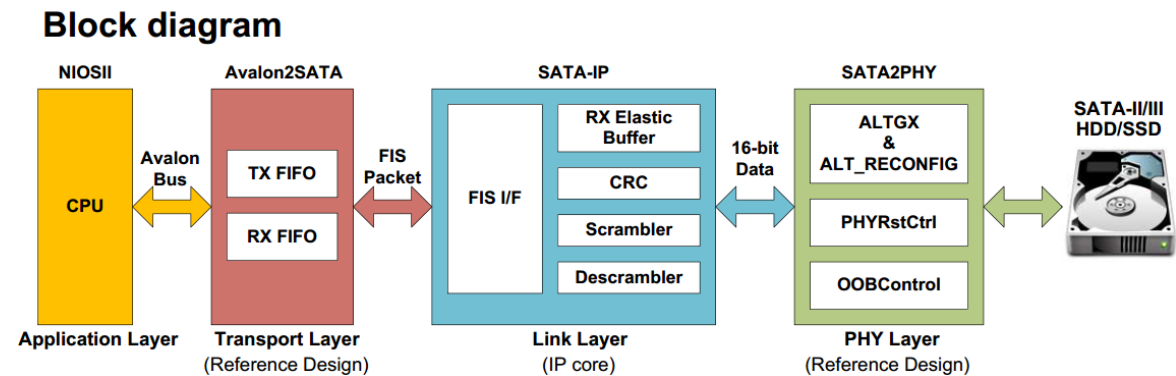 Block diagram
NIOSII
Avalon2SATA
SATA-IP
SATA2PHY
CPU
Avalon
Bus
TX FIFO
RX FIFO
FIS
Packet
FIS I/F
RX Elastic
Buffer
CRC
Scrambler
Descrambler
16-bit
Data
ALTGX
&
ALT_RECONFIG
PHYRstCtrl
OOBControl
SATA-II/III
HDD/SSD
Application Layer
Transport Layer
(Reference Design)
Link Layer
(IP core)
PHY Layer
(Reference Design)